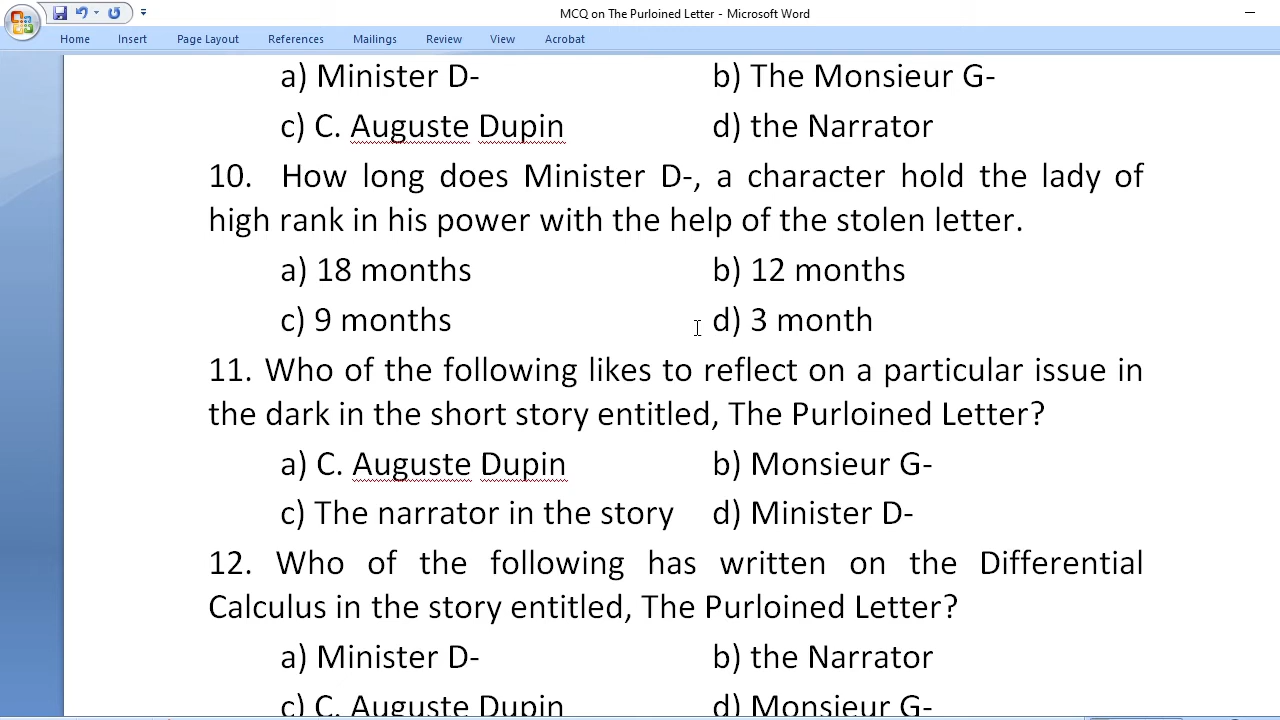 MCQ on The Purloined Letter - Microsoft Word
Home Insert Page Layout References Mailings Review View Acrobat
a) Minister D- b) The Monsieur G-
c) C. Auguste Dupin d) the Narrator
10. How long does Minister D-, a character hold the lady of
high rank in his power with the help of the stolen letter.
a) 18 months b) 12 months
c) 9 months d) 3 month
11. Who of the following likes to reflect on a particular issue in
the dark in the short story entitled, The Purloined Letter?
a) C. Auguste Dupin b) Monsieur G-
c) The narrator in the story d) Minister D-
12. Who of the following has written on the Differential
Calculus in the story entitled, The Purloined Letter?
a) Minister D- b) the Narrator
c) C. Auguste Dupin d) Monsieur G-